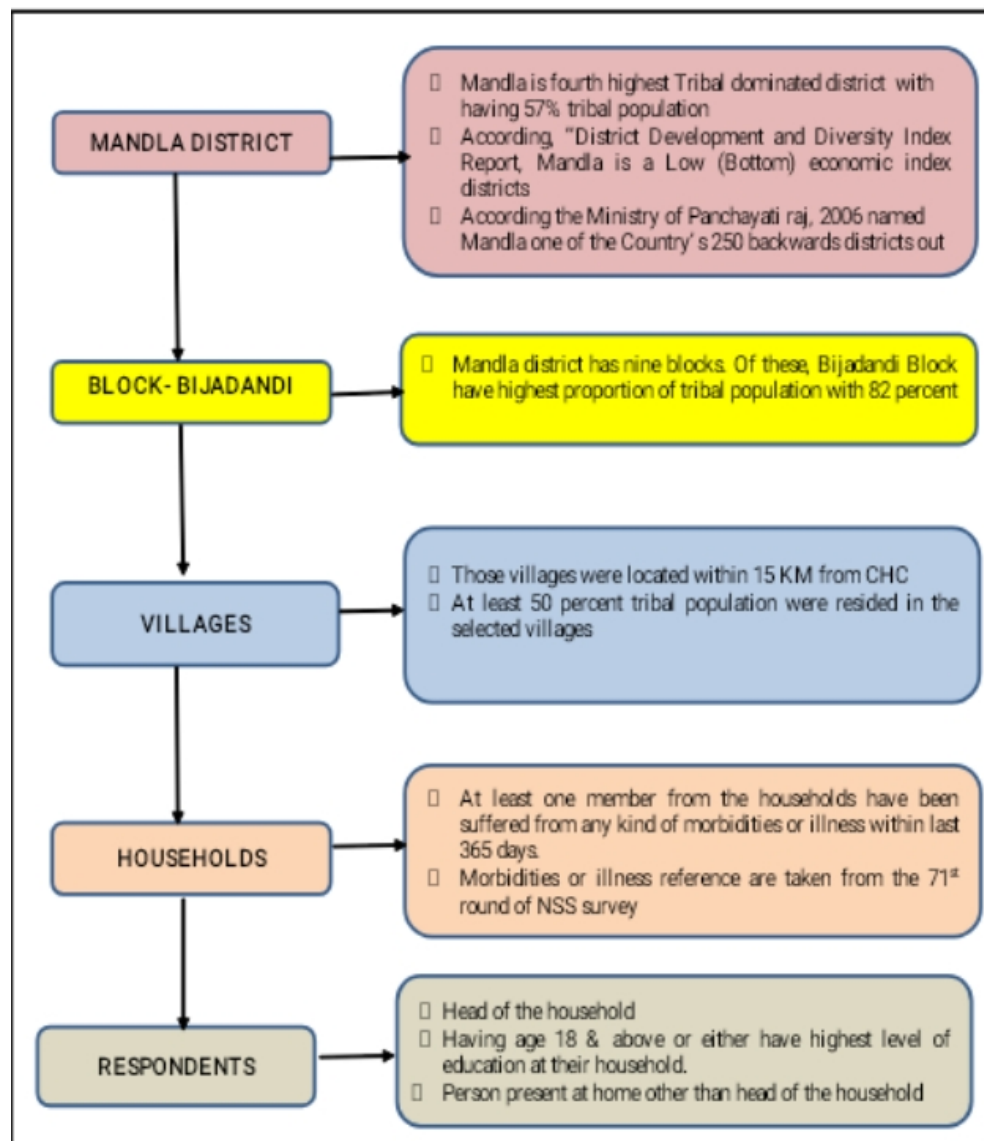 MANDLA DISTRICT
Mandla is fourth highest Tribal dominated district with
having 57% tribal population
According, "District Development and Diversity Index
Report, Mandla is a Low (Bottom) economic index
districts
According the Ministry of Panchayati raj, 2006 named
Mandla one of the Country's 250 backwards districts out
BLOCK- BIJADANDI
Mandla district has nine blocks. Of these, Bijadandi Block
have highest proportion of tribal population with 82 percent
VILLAGES
Those villages were located within 15 KM from CHC
At least 50 percent tribal population were resided in the
selected villages
HOUSEHOLDS
At least one member from the households have been
suffered from any kind of morbidities or illness within last
365 days.
Morbidities or illness reference are taken from the 71st
round of NSS survey
RESPONDENTS
Head of the household
Having age 18 & above or either have highest level of
education at their household.
Person present at home other than head of the household